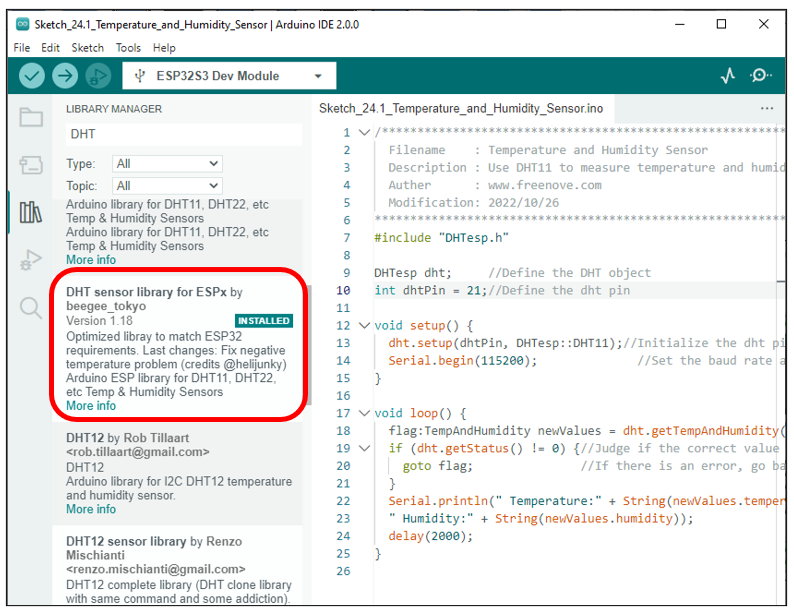 Sketch_24.1_Temperature_and_Humidity_Sensor | Arduino IDE 2.0.0
File Edit Sketch Tools Help
ESP32S3 Dev Module
LIBRARY MANAGER
DHT
Type: All
Topic: All
Arduino library for DHT11, DHT22, etc
Temp & Humidity Sensors
Arduino library for DHT11, DHT22, etc
Temp & Humidity Sensors
More info
DHT sensor library for ESPx by
beegee_tokyo
Version 1.18 INSTALLED
Optimized libray to match ESP32
requirements. Last changes: Fix negative
temperature problem (credits @helijunky)
Arduino ESP library for DHT11, DHT22,
etc Temp & Humidity Sensors
More info
DHT12 by Rob Tillaart
<rob.tillaart@gmail.com>
DHT12
Arduino library for I2C DHT12 temperature
and humidity sensor.
More info
DHT12 sensor library by Renzo
Mischianti
<renzo.mischianti@gmail.com>
DHT12 complete library (DHT clone library
with same command and some addiction).
Sketch_24.1_Temperature_and_Humidity_Sensor.ino
1 /*********************************************************
2 Filename : Temperature and Humidity Sensor
3 Description : Use DHT11 to measure temperature and humid
4 Auther : www.freenove.com
5 Modification: 2022/10/26
6 *********************************************************
7 #include "DHTesp.h"
8
9 DHTesp dht; //Define the DHT object
10 int dhtPin = 21;//Define the dht pin
11
12 void setup() {
13 dht.setup(dhtPin, DHTesp::DHT11);//Initialize the dht pi
14 Serial.begin(115200); //Set the baud rate a
15 }
16
17 void loop() {
18 flag:TempAndHumidity newValues = dht.getTempAndHumidity(
19 if (dht.getStatus() != 0) {//Judge if the correct value
20 goto flag; //If there is an error, go ba
21 }
22 Serial.println(" Temperature:" + String(newValues.temper
23 " Humidity:" + String(newValues.humidity));
24 delay(2000);
25 }
26